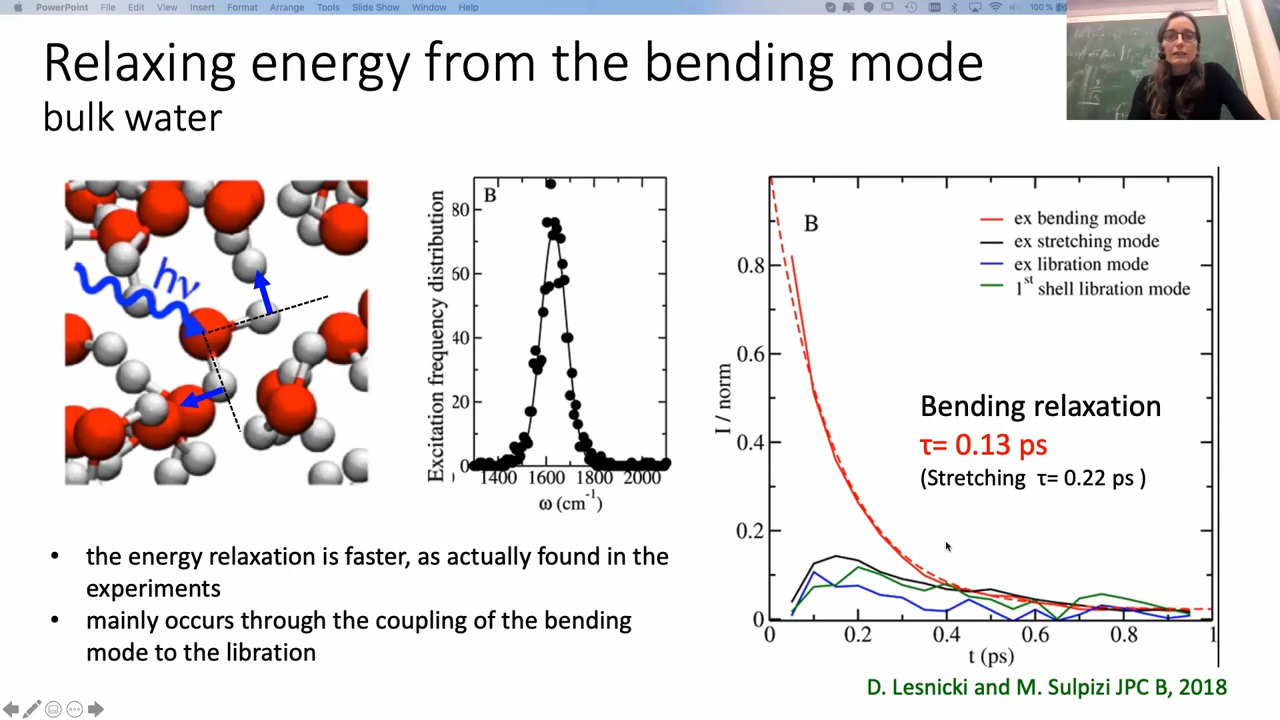 PowerPoint File Edit View Insert Format Arrange Tools Slide Show Window Help
100 %
Relaxing energy from the bending mode
bulk water
hν
B
Excitation frequency distribution
80
60
40
20
0
1400 1600 1800 2000
ω (cm-1)
B
ex bending mode
ex stretching mode
ex libration mode
1st shell libration mode
I / norm
0.8
0.6
0.4
0.2
0
Bending relaxation
τ= 0.13 ps
(Stretching τ= 0.22 ps )
0 0.2 0.4 0.6 0.8 1
t (ps)
• the energy relaxation is faster, as actually found in the
experiments
• mainly occurs through the coupling of the bending
mode to the libration
D. Lesnicki and M. Sulpizi JPC B, 2018